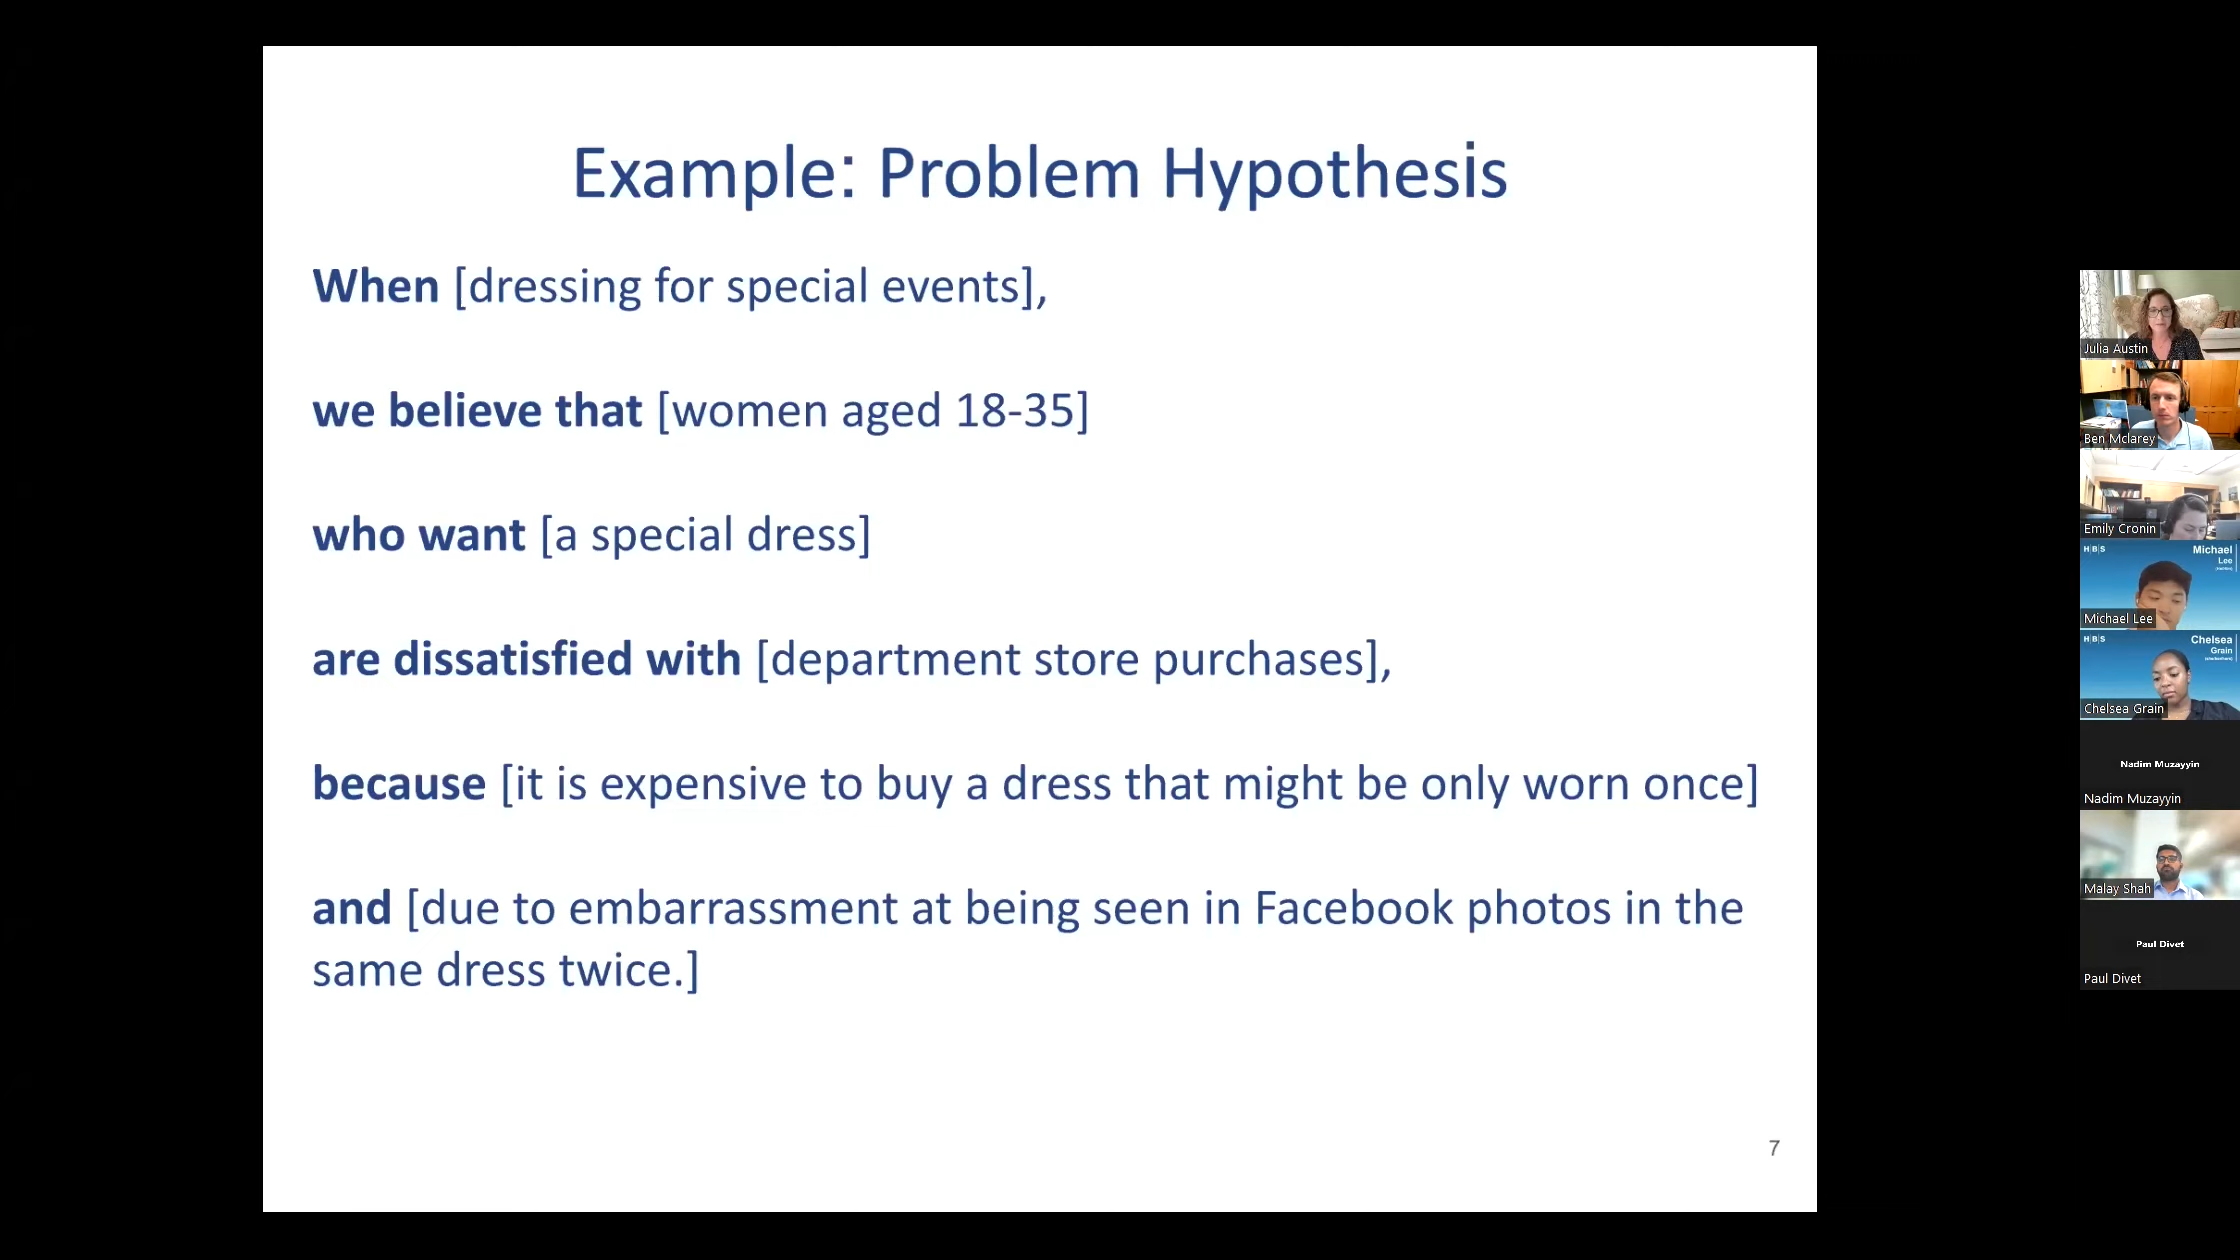 Example: Problem Hypothesis
When [dressing for special events],
we believe that [women aged 18-35]
who want [a special dress]
are dissatisfied with [department store purchases],
because [it is expensive to buy a dress that might be only worn once]
and [due to embarrassment at being seen in Facebook photos in the
same dress twice.]
7
Julia Austin
Ben Mclarey
Emily Cronin
H|B|S
Michael
Lee
Michael Lee
H|B|S
Chelsea
Grain
Chelsea Grain
Nadim Muzayyin
Nadim Muzayyin
Malay Shah
Paul Divet
Paul Divet